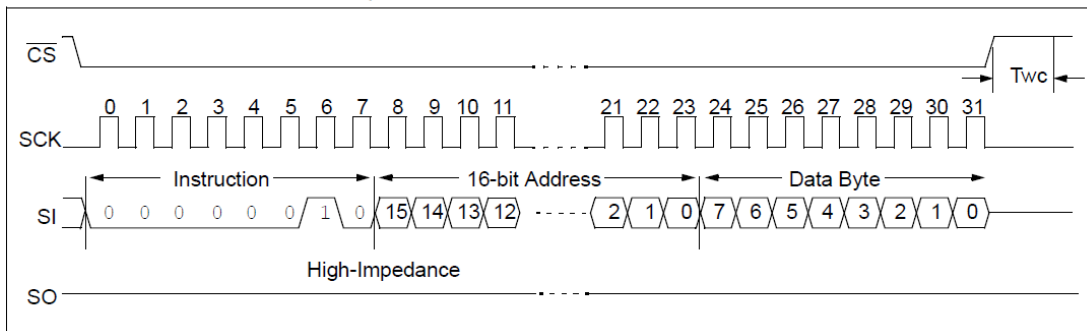 CS
Twc
0 1 2 3 4 5 6 7 8 9 10 11 21 22 23 24 25 26 27 28 29 30 31
SCK
Instruction 16-bit Address Data Byte
SI 0 0 0 0 0 0 1 0 15 14 13 12 2 1 0 7 6 5 4 3 2 1 0
High-Impedance
SO